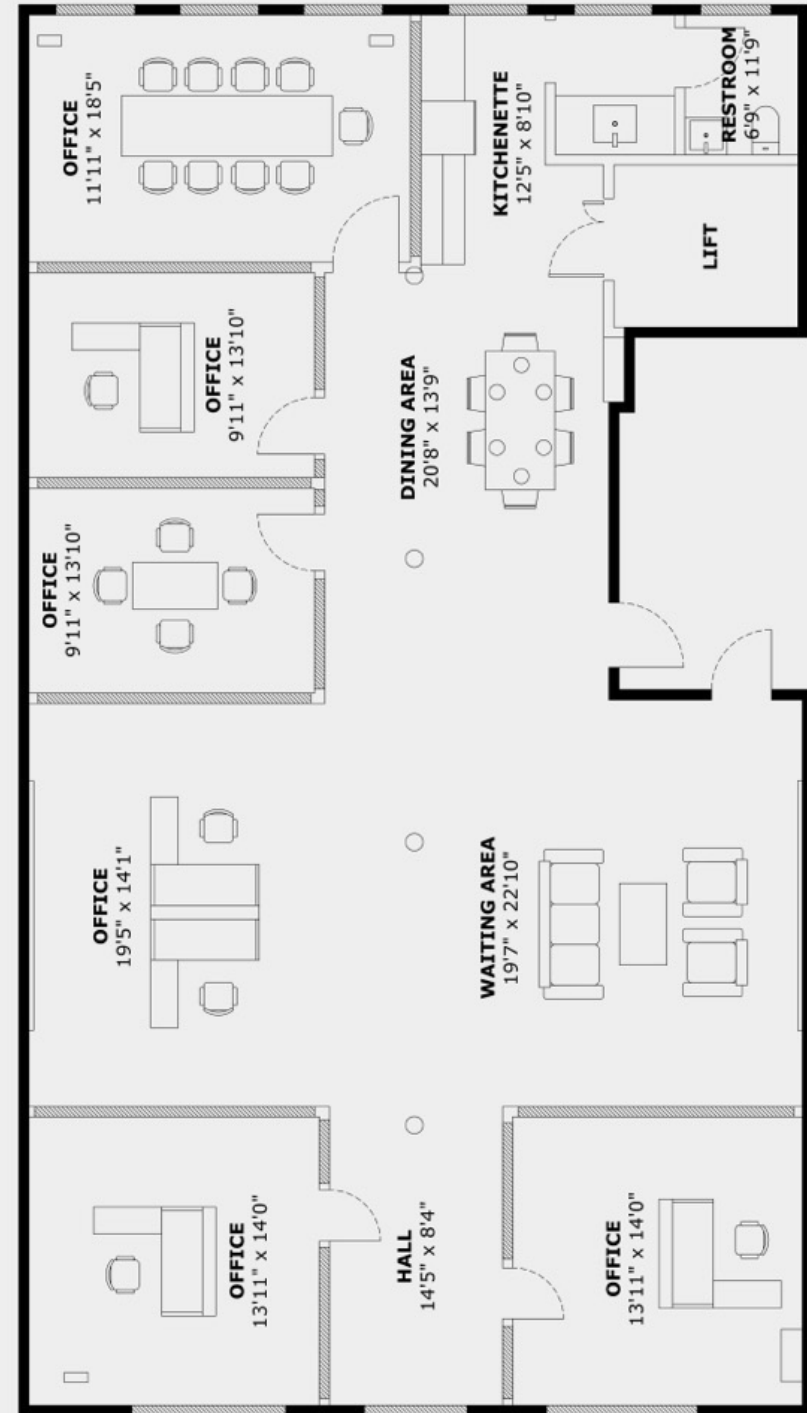 OFFICE
11'11" x 18'5"
KITCHENETTE
12'5" x 8'10"
RESTROOM
6'9" x 11'9"
LIFT
OFFICE
9'11" x 13'10"
DINING AREA
20'8" x 13'9"
OFFICE
9'11" x 13'10"
OFFICE
19'5" x 14'1"
WAITING AREA
19'7" x 22'10"
OFFICE
13'11" x 14'0"
HALL
14'5" x 8'4"
OFFICE
13'11" x 14'0"